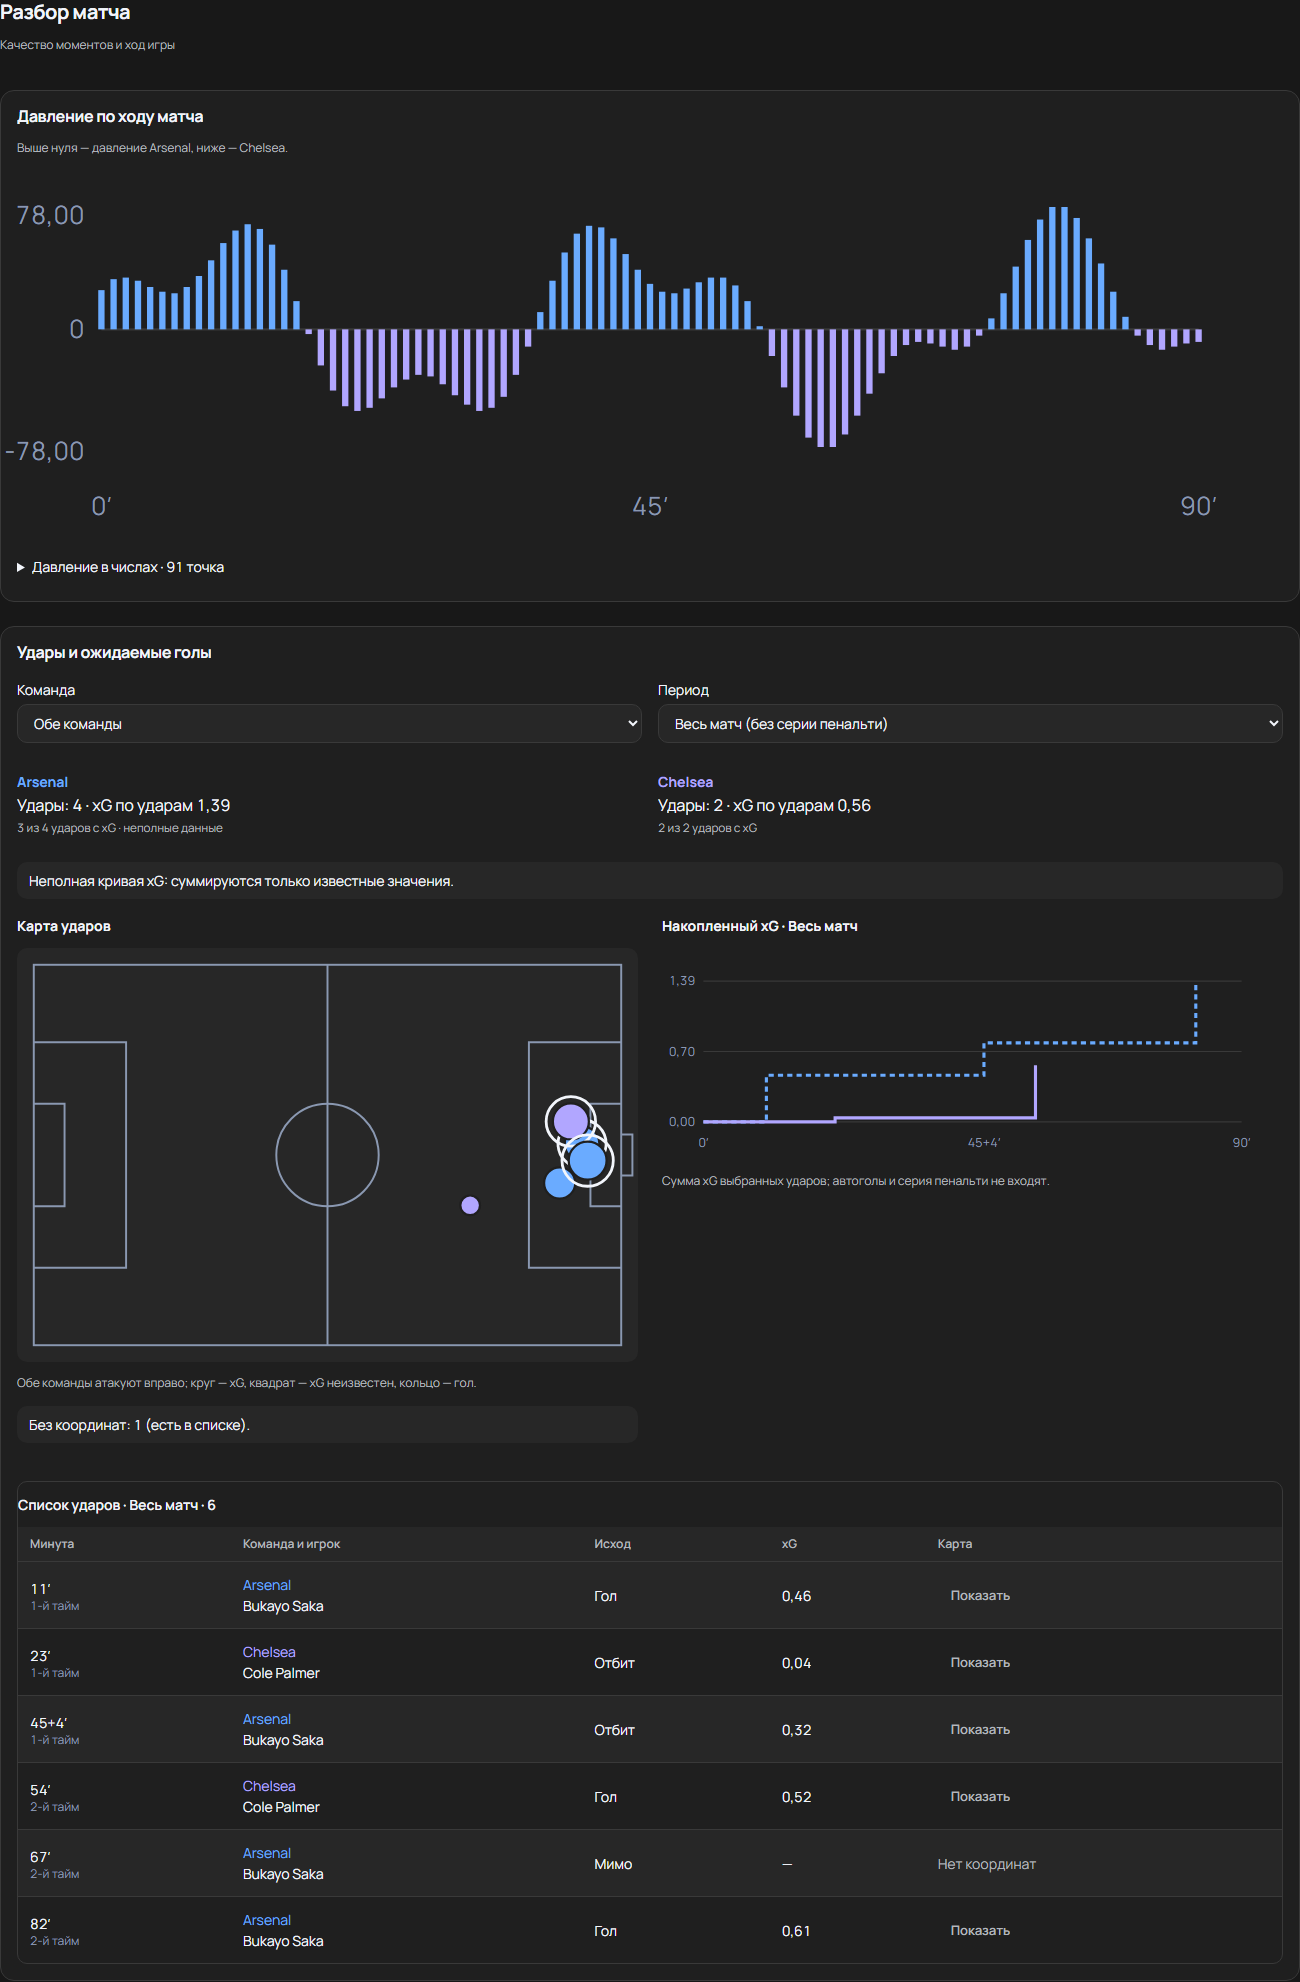 Разбор матча
Качество моментов и ход игры
Давление по ходу матча
Выше нуля — давление Arsenal, ниже — Chelsea.
78,00
0
-78,00
0′ 45′ 90′
Давление в числах · 91 точка
Удары и ожидаемые голы
Команда Период
Обе команды Весь матч (без серии пенальти)
Arsenal Chelsea
Удары: 4 · xG по ударам 1,39 Удары: 2 · xG по ударам 0,56
3 из 4 ударов с xG · неполные данные 2 из 2 ударов с xG
Неполная кривая xG: суммируются только известные значения.
Карта ударов Накопленный xG · Весь матч
1,39
0,70
0,00
0′ 45+4′ 90′
Сумма xG выбранных ударов; автоголы и серия пенальти не входят.
Обе команды атакуют вправо; круг — xG, квадрат — xG неизвестен, кольцо — гол.
Без координат: 1 (есть в списке).
Список ударов · Весь матч · 6
Минута Команда и игрок Исход xG Карта
11′ Arsenal
1-й тайм Bukayo Saka Гол 0,46 Показать
23′ Chelsea
1-й тайм Cole Palmer Отбит 0,04 Показать
45+4′ Arsenal
1-й тайм Bukayo Saka Отбит 0,32 Показать
54′ Chelsea
2-й тайм Cole Palmer Гол 0,52 Показать
67′ Arsenal
2-й тайм Bukayo Saka Мимо — Нет координат
82′ Arsenal
2-й тайм Bukayo Saka Гол 0,61 Показать